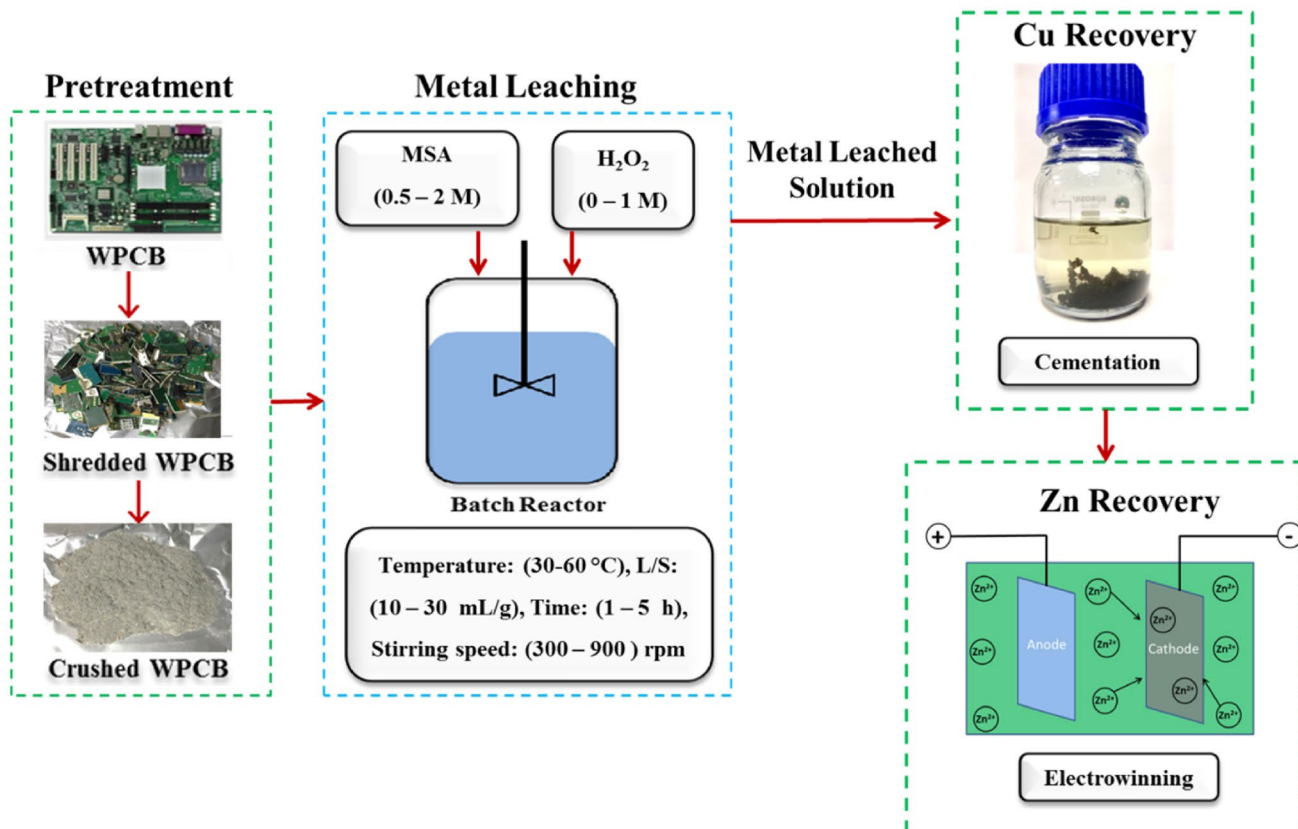 Pretreatment
WPCB
Shredded WPCB
Crushed WPCB
Metal Leaching
MSA
(0.5 – 2 M)
H₂O₂
(0 – 1 M)
Batch Reactor
Temperature: (30-60 °C), L/S:
(10 – 30 mL/g), Time: (1 – 5 h),
Stirring speed: (300 – 900 ) rpm
Metal Leached
Solution
Cu Recovery
Cementation
Zn Recovery
+
-
Zn²⁺
Zn²⁺
Zn²⁺
Zn²⁺
Zn²⁺
Zn²⁺
Anode
Zn²⁺
Cathode
Zn²⁺
Zn²⁺
Zn²⁺
Zn²⁺
Zn²⁺
Electrowinning